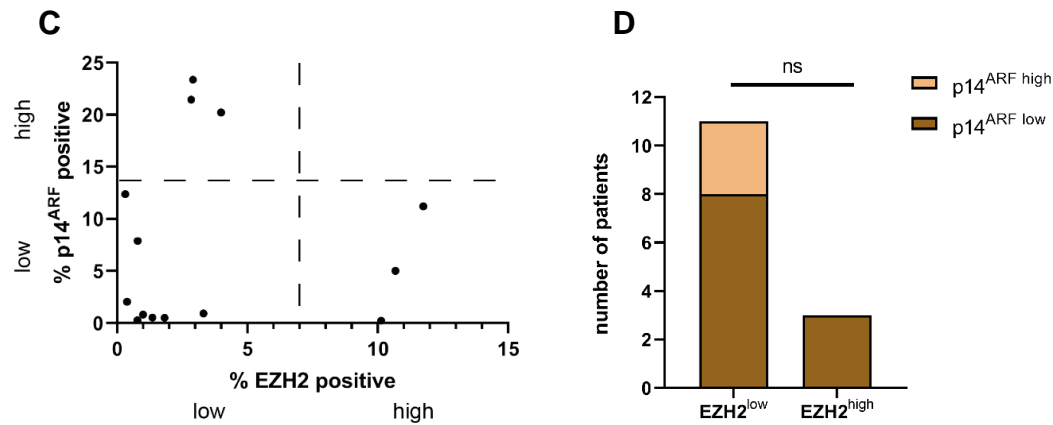 C
high
low
% p14ARF positive
25
20
15
10
5
0
0 5 10 15
% EZH2 positive
low high
D
ns
p14ARF high
p14ARF low
number of patients
12
10
8
6
4
2
0
EZH2low EZH2high